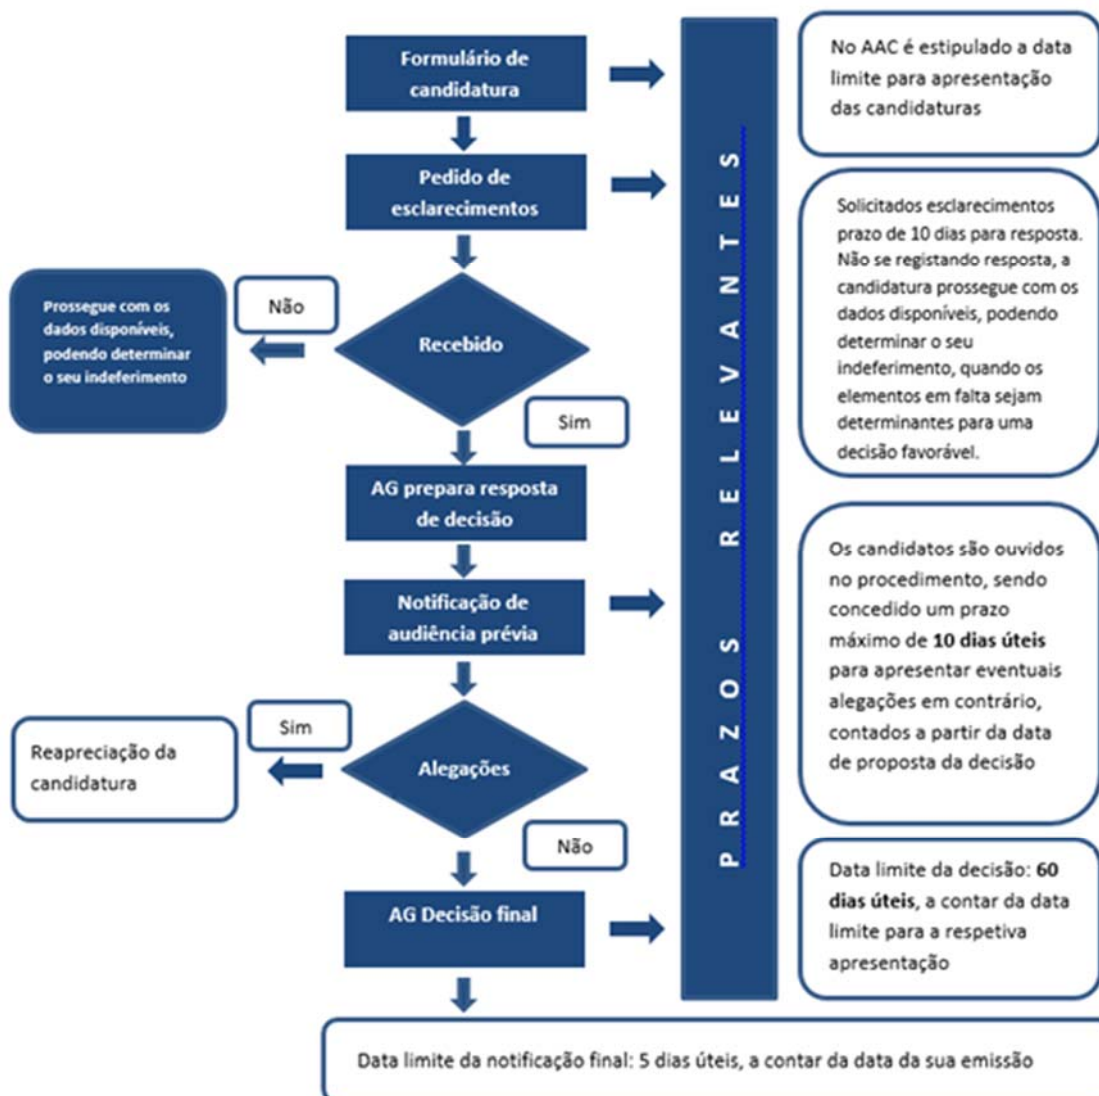 Formulário de
candidatura
No AAC é estipulado a data
limite para apresentação
das candidaturas
Pedido de
esclarecimentos
Solicitados esclarecimentos
prazo de 10 dias para resposta.
Não se registando resposta, a
candidatura prossegue com os
dados disponíveis, podendo
determinar o seu
indeferimento, quando os
elementos em falta sejam
determinantes para uma
decisão favorável.
Recebido
Não
Prossegue com os
dados disponíveis,
podendo determinar
o seu indeferimento
Sim
AG prepara resposta
de decisão
Notificação de
audiência prévia
Os candidatos são ouvidos
no procedimento, sendo
concedido um prazo
máximo de 10 dias úteis
para apresentar eventuais
alegações em contrário,
contados a partir da data
de proposta da decisão
Alegações
Sim
Reapreciação da
candidatura
Não
AG Decisão final
Data limite da decisão: 60
dias úteis, a contar da data
limite para a respetiva
apresentação
PRAZOS RELEVANTES
Data limite da notificação final: 5 dias úteis, a contar da data da sua emissão